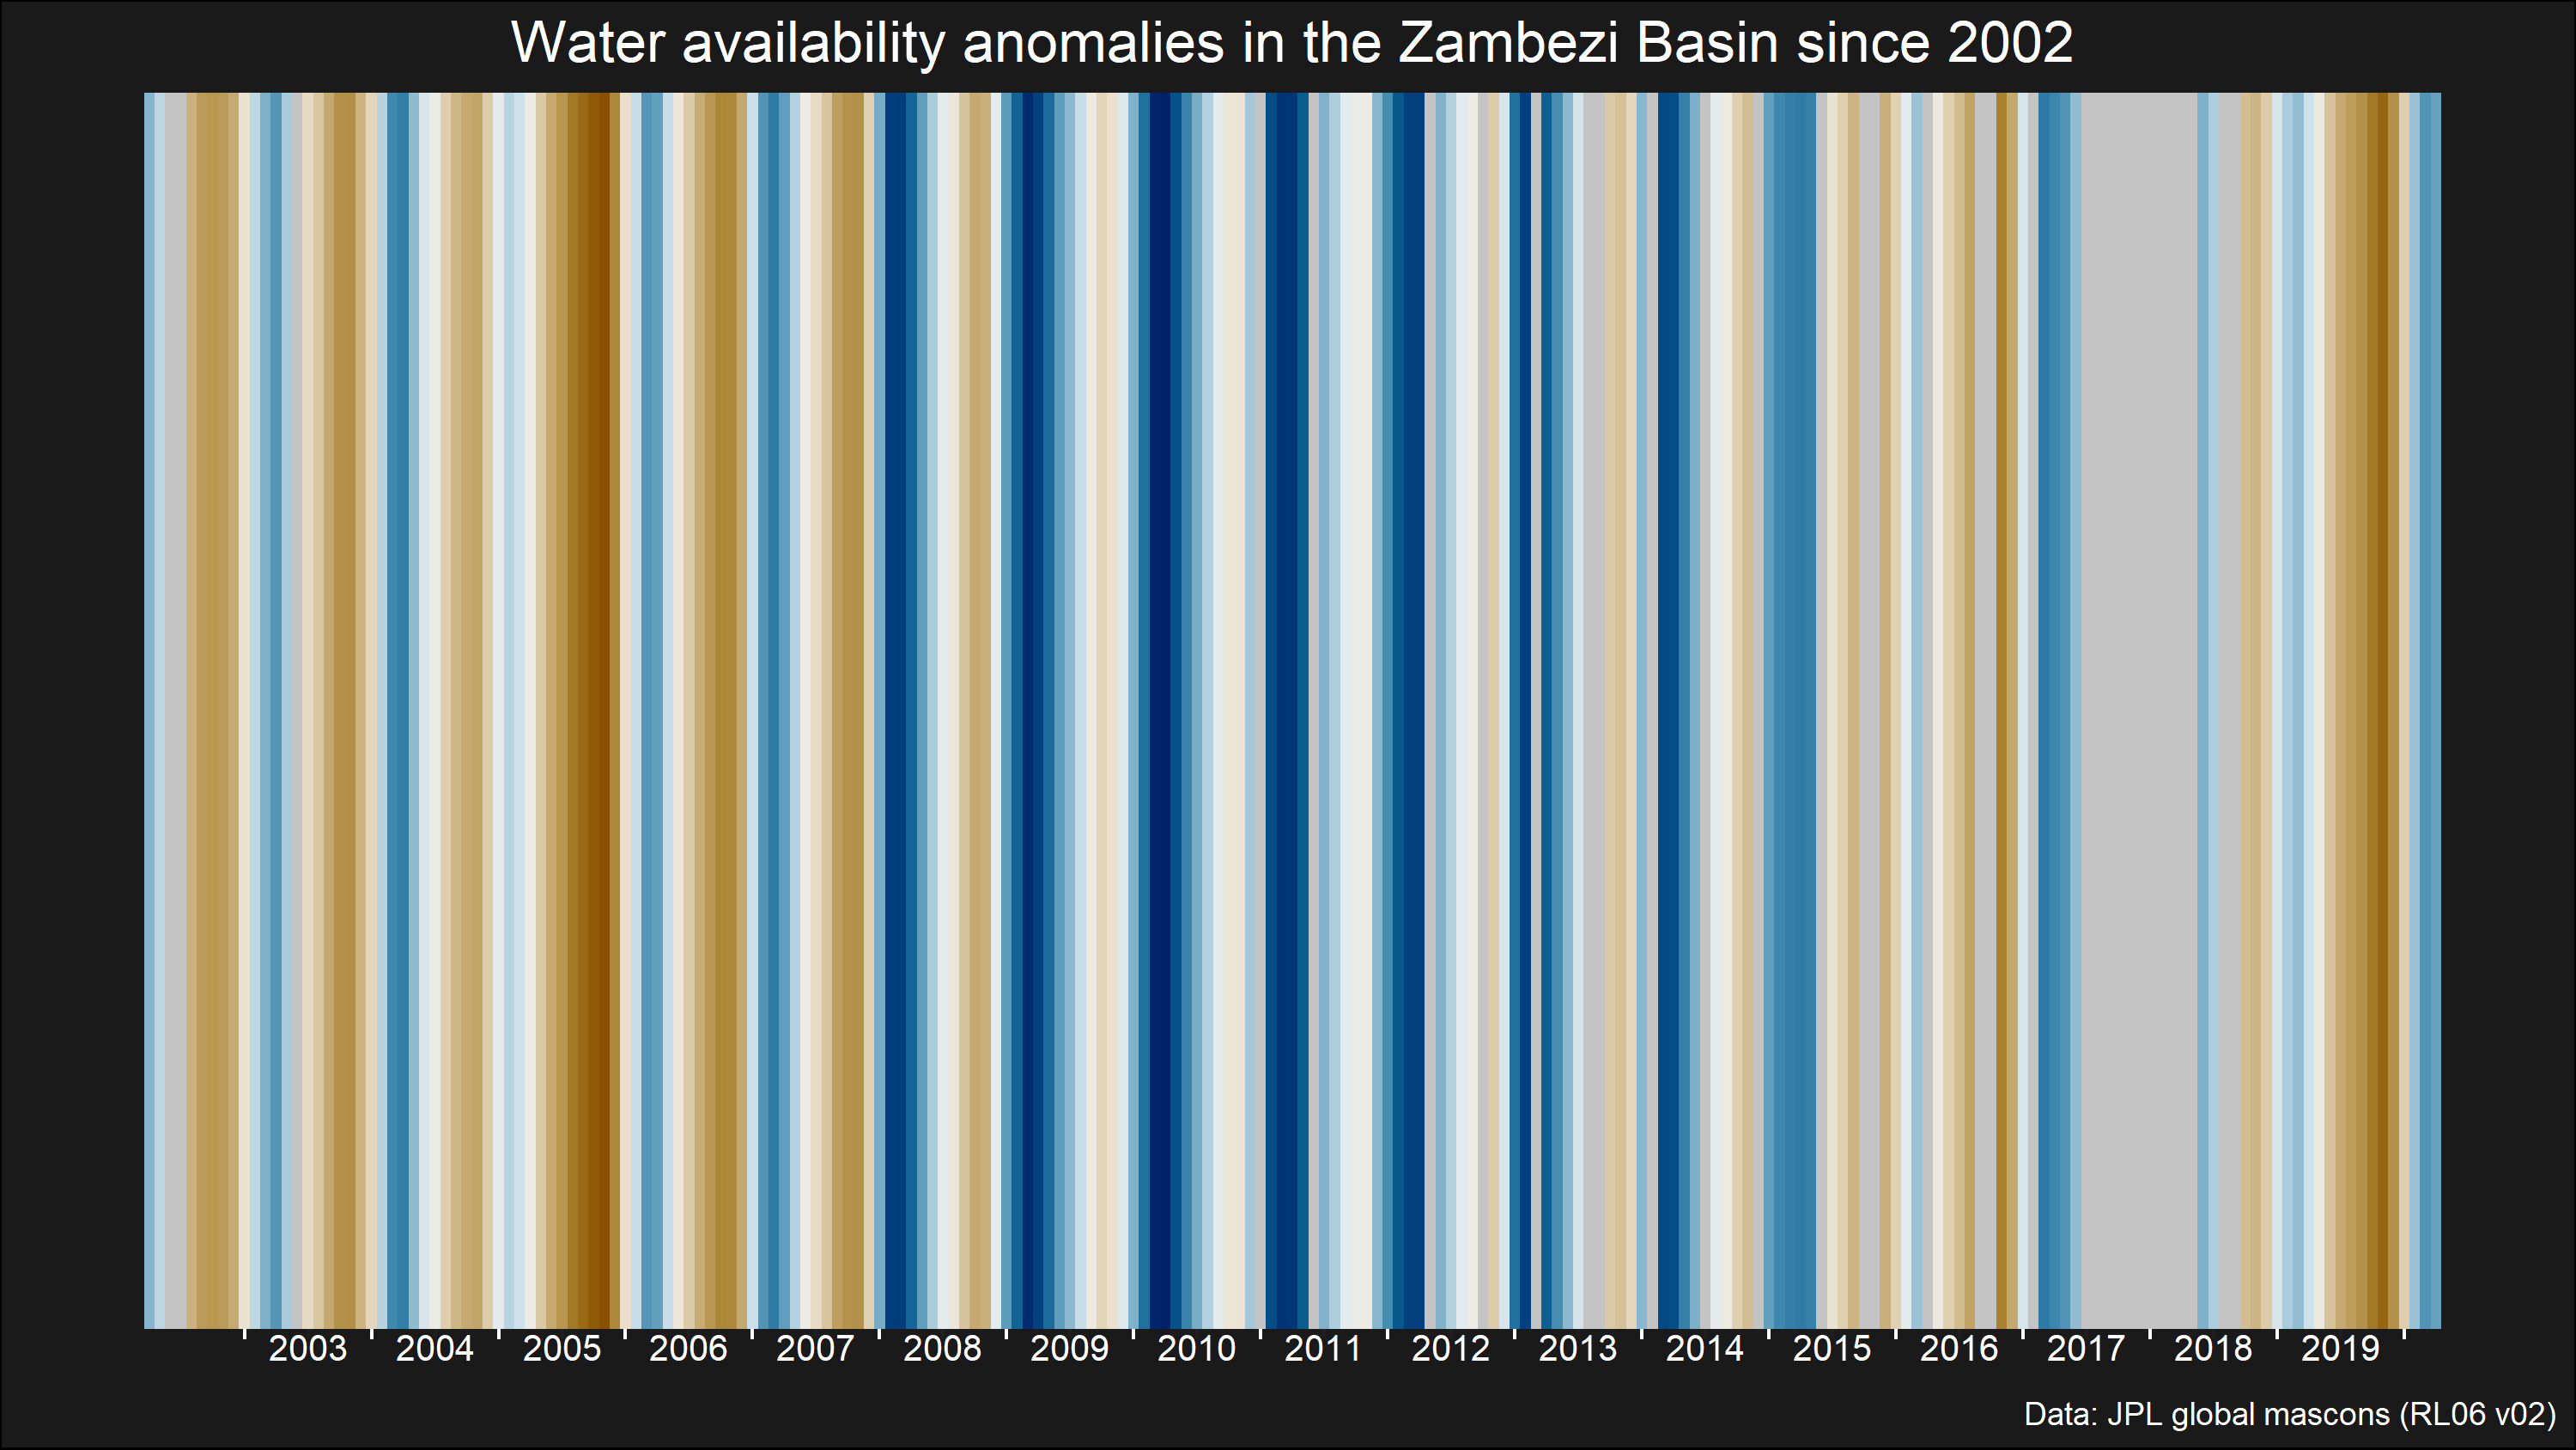 Water availability anomalies in the Zambezi Basin since 2002
2003 2004 2005 2006 2007 2008 2009 2010 2011 2012 2013 2014 2015 2016 2017 2018 2019
Data: JPL global mascons (RL06 v02)